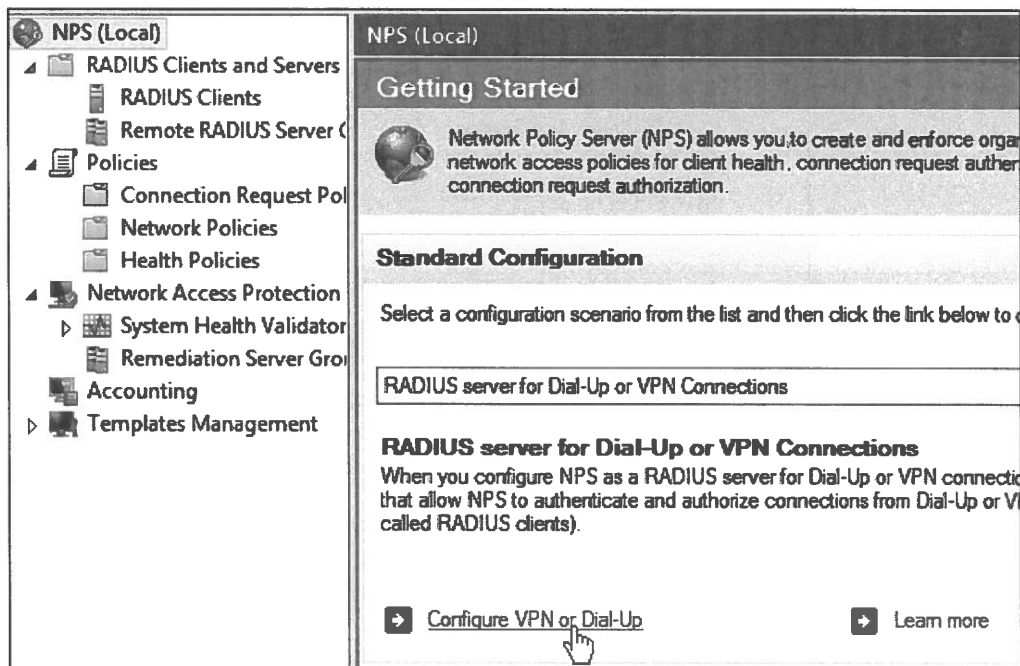 NPS (Local)
RADIUS Clients and Servers
RADIUS Clients
Remote RADIUS Server
Policies
Connection Request Pol
Network Policies
Health Policies
Network Access Protection
System Health Validator
Remediation Server Gro
Accounting
Templates Management
NPS (Local)
Getting Started
Network Policy Server (NPS) allows you to create and enforce orga
network access policies for client health, connection request authen
connection request authorization.
Standard Configuration
Select a configuration scenario from the list and then click the link below to
RADIUS server for Dial-Up or VPN Connections
RADIUS server for Dial-Up or VPN Connections
When you configure NPS as a RADIUS server for Dial-Up or VPN connectio
that allow NPS to authenticate and authorize connections from Dial-Up or V
called RADIUS clients).
Configure VPN or Dial-Up
Learn more